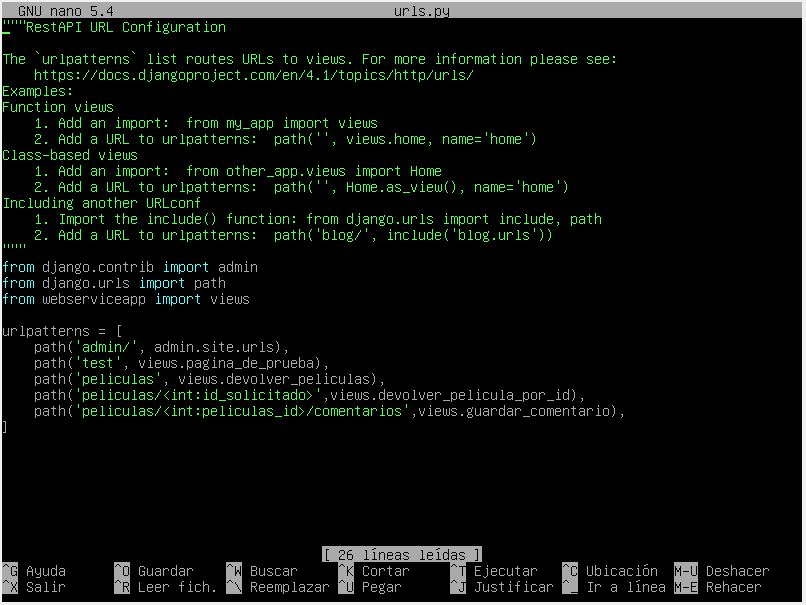 GNU nano 5.4 urls.py
"""RestAPI URL Configuration
The `urlpatterns` list routes URLs to views. For more information please see:
https://docs.djangoproject.com/en/4.1/topics/http/urls/
Examples:
Function views
1. Add an import:  from my_app import views
2. Add a URL to urlpatterns:  path('', views.home, name='home')
Class-based views
1. Add an import:  from other_app.views import Home
2. Add a URL to urlpatterns:  path('', Home.as_view(), name='home')
Including another URLconf
1. Import the include() function: from django.urls import include, path
2. Add a URL to urlpatterns:  path('blog/', include('blog.urls'))
"""
from django.contrib import admin
from django.urls import path
from webserviceapp import views
urlpatterns = [
path('admin/', admin.site.urls),
path('test', views.pagina_de_prueba),
path('peliculas', views.devolver_peliculas),
path('peliculas/<int:id_solicitado>',views.devolver_pelicula_por_id),
path('peliculas/<int:peliculas_id>/comentarios',views.guardar_comentario),
]
[ 26 líneas leídas ]
^G Ayuda ^O Guardar ^W Buscar ^K Cortar ^T Ejecutar ^C Ubicación M-U Deshacer
^X Salir ^R Leer fich. ^\ Reemplazar ^U Pegar ^J Justificar ^_ Ir a línea M-E Rehacer